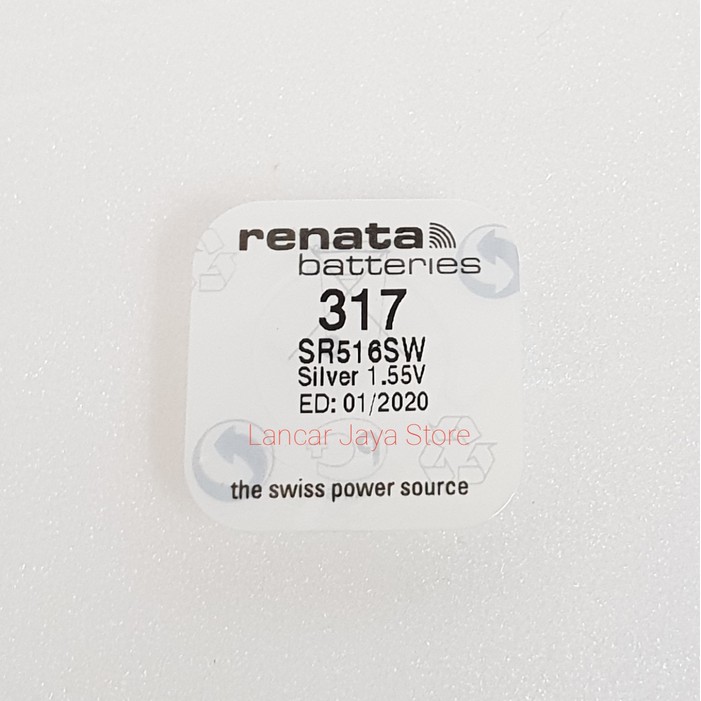 renata
batteries
317
SR516SW
Silver 1.55V
ED: 01/2020
Lancar Jaya Store
the swiss power source